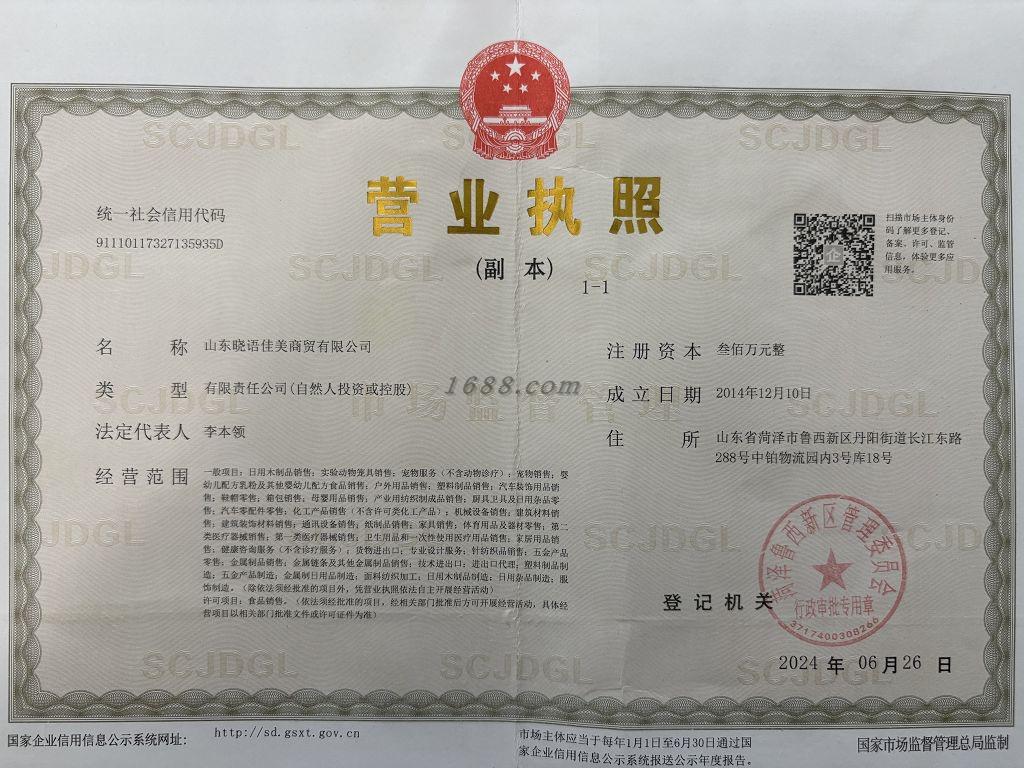 营业执照
(副 本)
1-1
统一社会信用代码
91110117327135935D
扫描市场主体身份
码了解更多登记、
备案、许可、监管
信息，体验更多应
用服务。
名 称 山东晓语佳美商贸有限公司
类 型 有限责任公司(自然人投资或控股)
法定代表人 李本领
经营范围 一般项目：日用木制品销售；实验动物笼具销售；宠物服务（不含动物诊疗）；宠物销售；婴
幼儿配方乳粉及其他婴幼儿配方食品销售；户外用品销售；塑料制品销售；汽车装饰用品销
售；鞋帽零售；箱包销售；母婴用品销售；产业用纺织制成品销售；厨具卫具及日用杂品零
售；汽车零配件零售；化工产品销售（不含许可类化工产品）；机械设备销售；建筑材料销
售；建筑装饰材料销售；通讯设备销售；纸制品销售；家具销售；体育用品及器材零售；第二
类医疗器械销售；第一类医疗器械销售；卫生用品和一次性使用医疗用品销售；家居用品销
售；健康咨询服务（不含诊疗服务）；货物进出口；专业设计服务；针纺织品销售；五金产品
零售；金属制品销售；金属链条及其他金属制品销售；技术进出口；进出口代理；塑料制品制
造；五金产品制造；金属制日用品制造；面料纺织加工；日用木制品制造；日用杂品制造；服
饰制造。（除依法须经批准的项目外，凭营业执照依法自主开展经营活动）
许可项目：食品销售。（依法须经批准的项目，经相关部门批准后方可开展经营活动，具体经
营项目以相关部门批准文件或许可证件为准）
注册资本 叁佰万元整
成立日期 2014年12月10日
住 所 山东省菏泽市鲁西新区丹阳街道长江东路
288号中铂物流园内3号库18号
登记机关
菏泽鲁西新区管理委员会
行政审批专用章
3717400308266
2024 年 06 月 26 日
国家企业信用信息公示系统网址: http://sd.gsxt.gov.cn
市场主体应当于每年1月1日至6月30日通过国
家企业信用信息公示系统报送公示年度报告。
国家市场监督管理总局监制
1688.com
SCJDGL SCJDGL SCJDGL
SCJDGL SCJDGL SCJDGL SCJDGL
SCJDGL 市场监督管理 SCJDGL
SCJDGL SCJDGL SCJDGL
SCJDGL SCJDGL SCJDGL